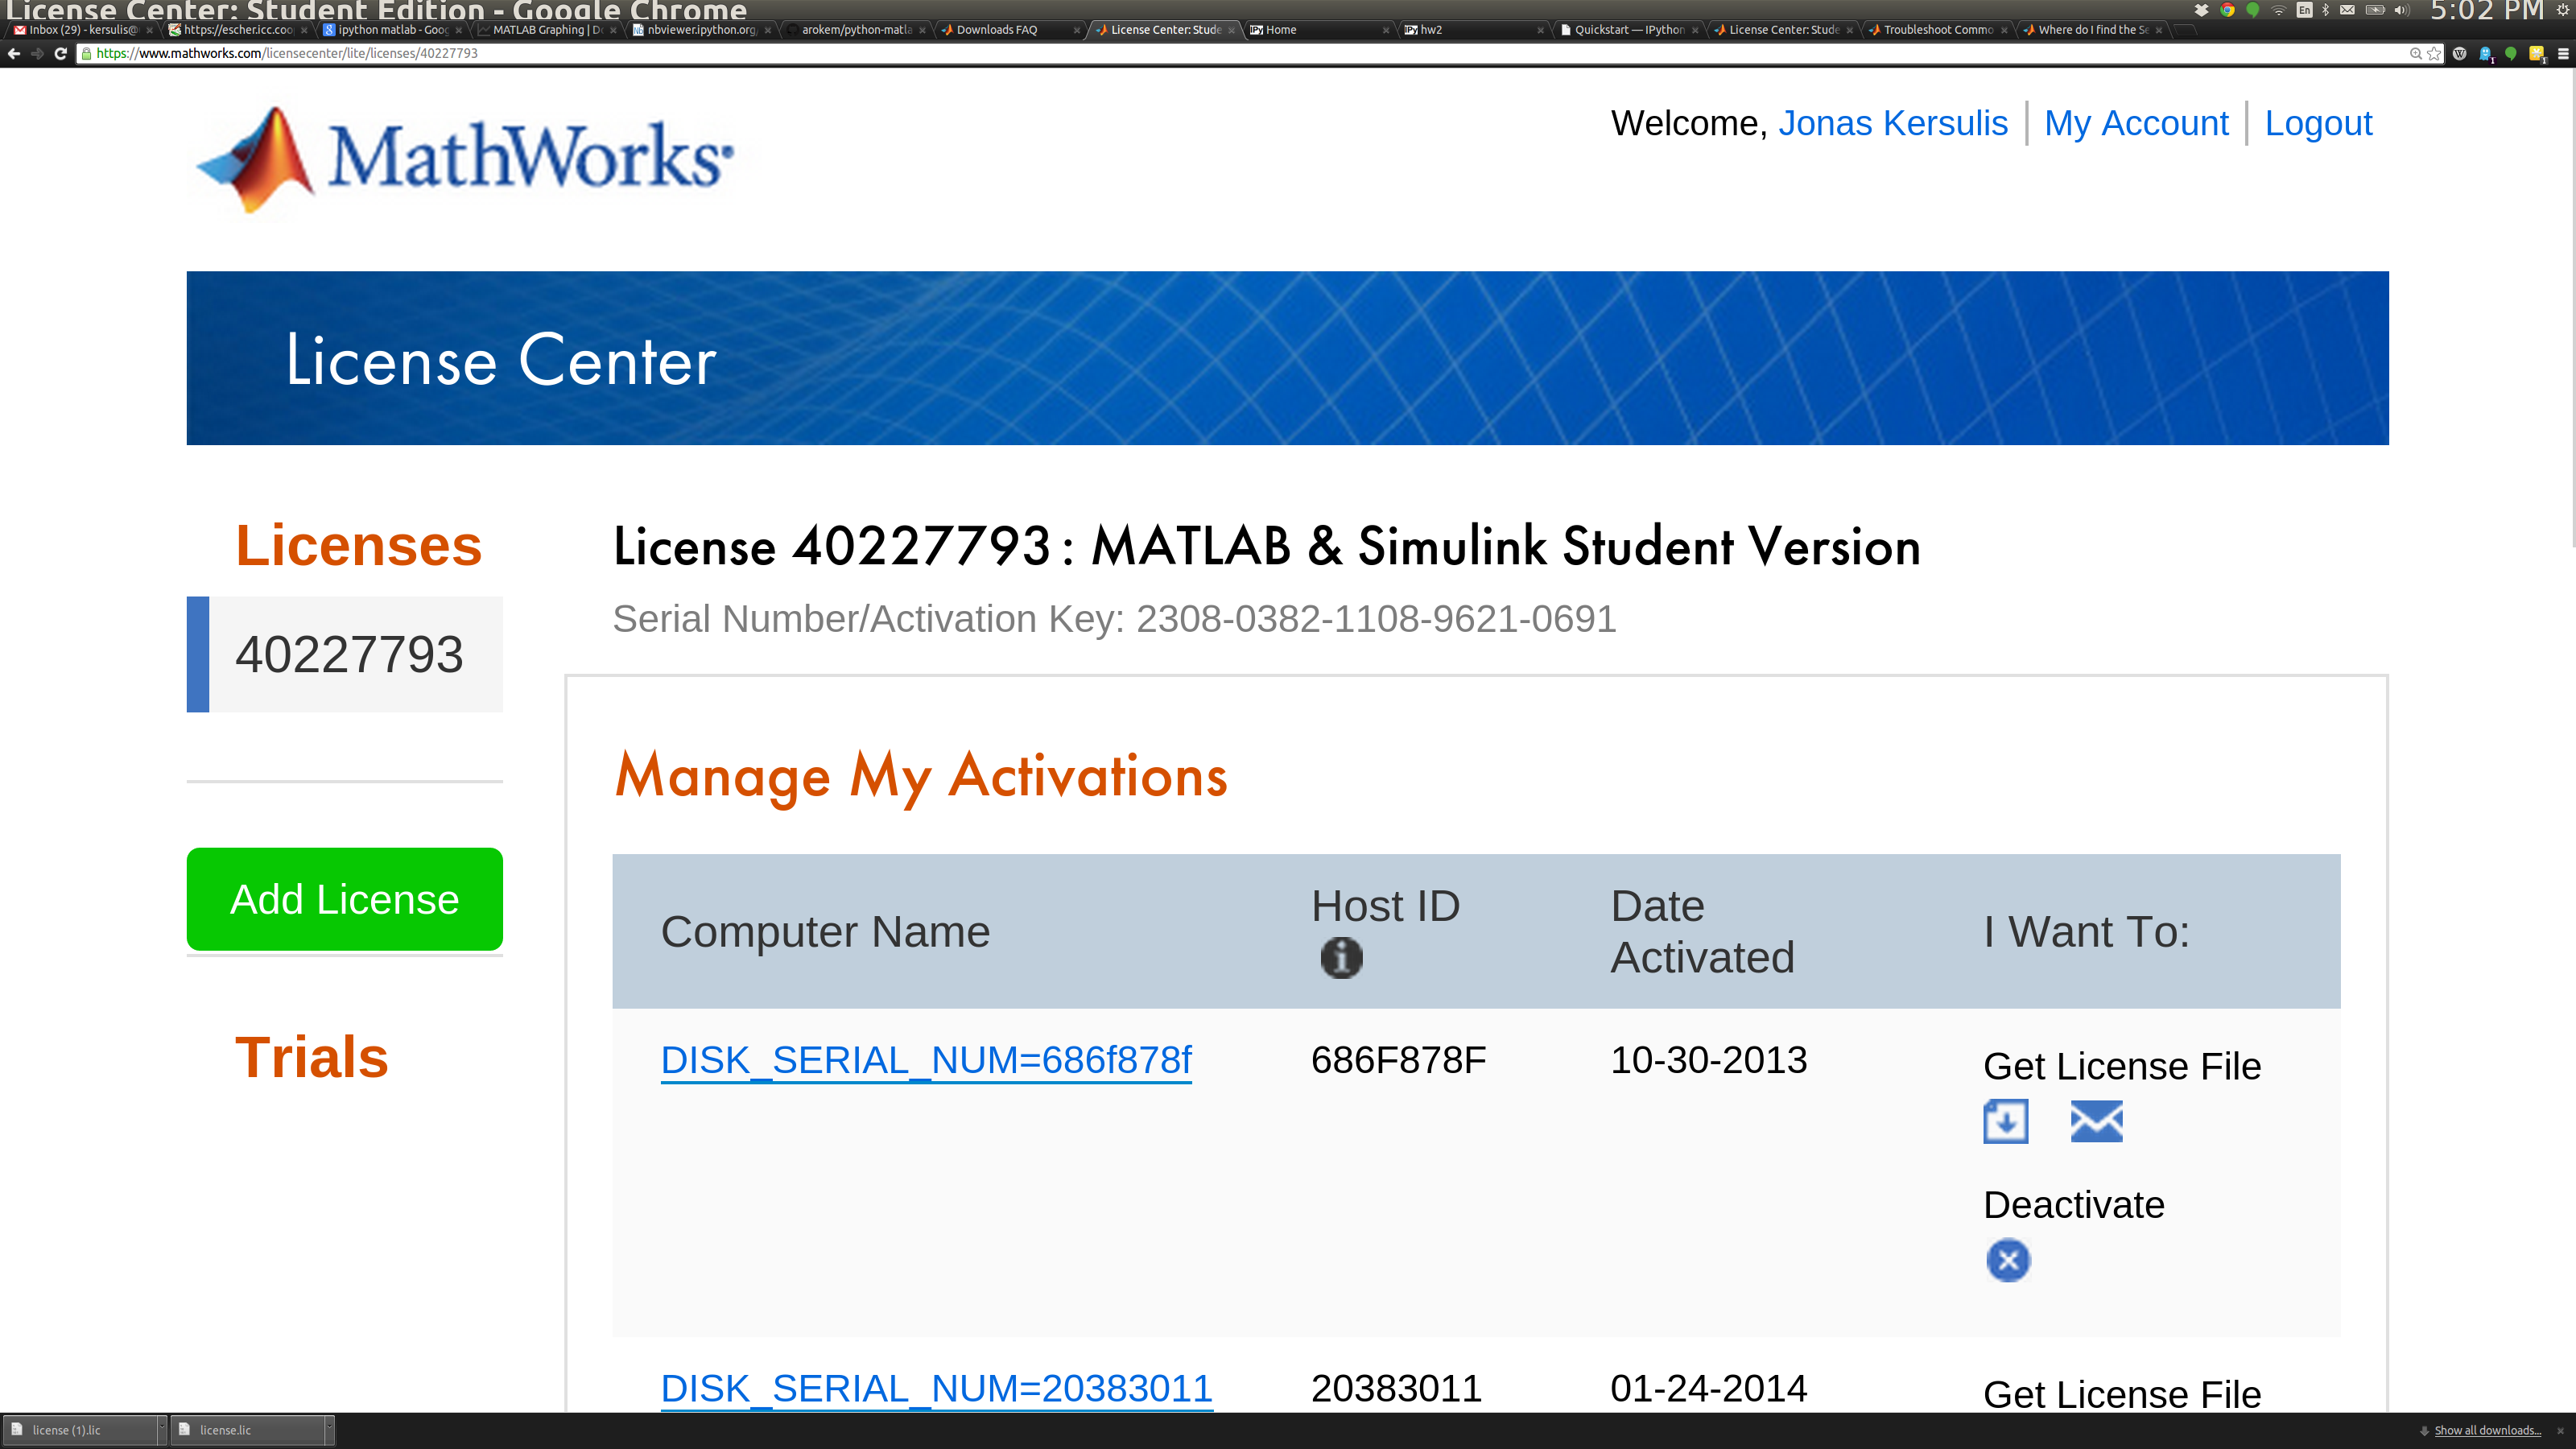 License Center: Student Edition - Google Chrome
5:02 PM
Inbox (29) - kersulis@
https://escher.icc.coo
ipython matlab - Goog
MATLAB Graphing | D
nbviewer.ipython.org/
arokem/python-matla
Downloads FAQ
License Center: Stude
IPy Home
IPy hw2
Quickstart — IPython
License Center: Stude
Troubleshoot Commo
Where do I find the Se
https://www.mathworks.com/licensecenter/lite/licenses/40227793
MathWorks
Welcome, Jonas Kersulis | My Account | Logout
License Center
Licenses
40227793
Add License
Trials
License 40227793 : MATLAB & Simulink Student Version
Serial Number/Activation Key: 2308-0382-1108-9621-0691
Manage My Activations
Computer Name
Host ID
Date
Activated
I Want To:
DISK_SERIAL_NUM=686f878f
686F878F
10-30-2013
Get License File
Deactivate
DISK_SERIAL_NUM=20383011
20383011
01-24-2014
Get License File
license (1).lic
license.lic
Show all downloads...